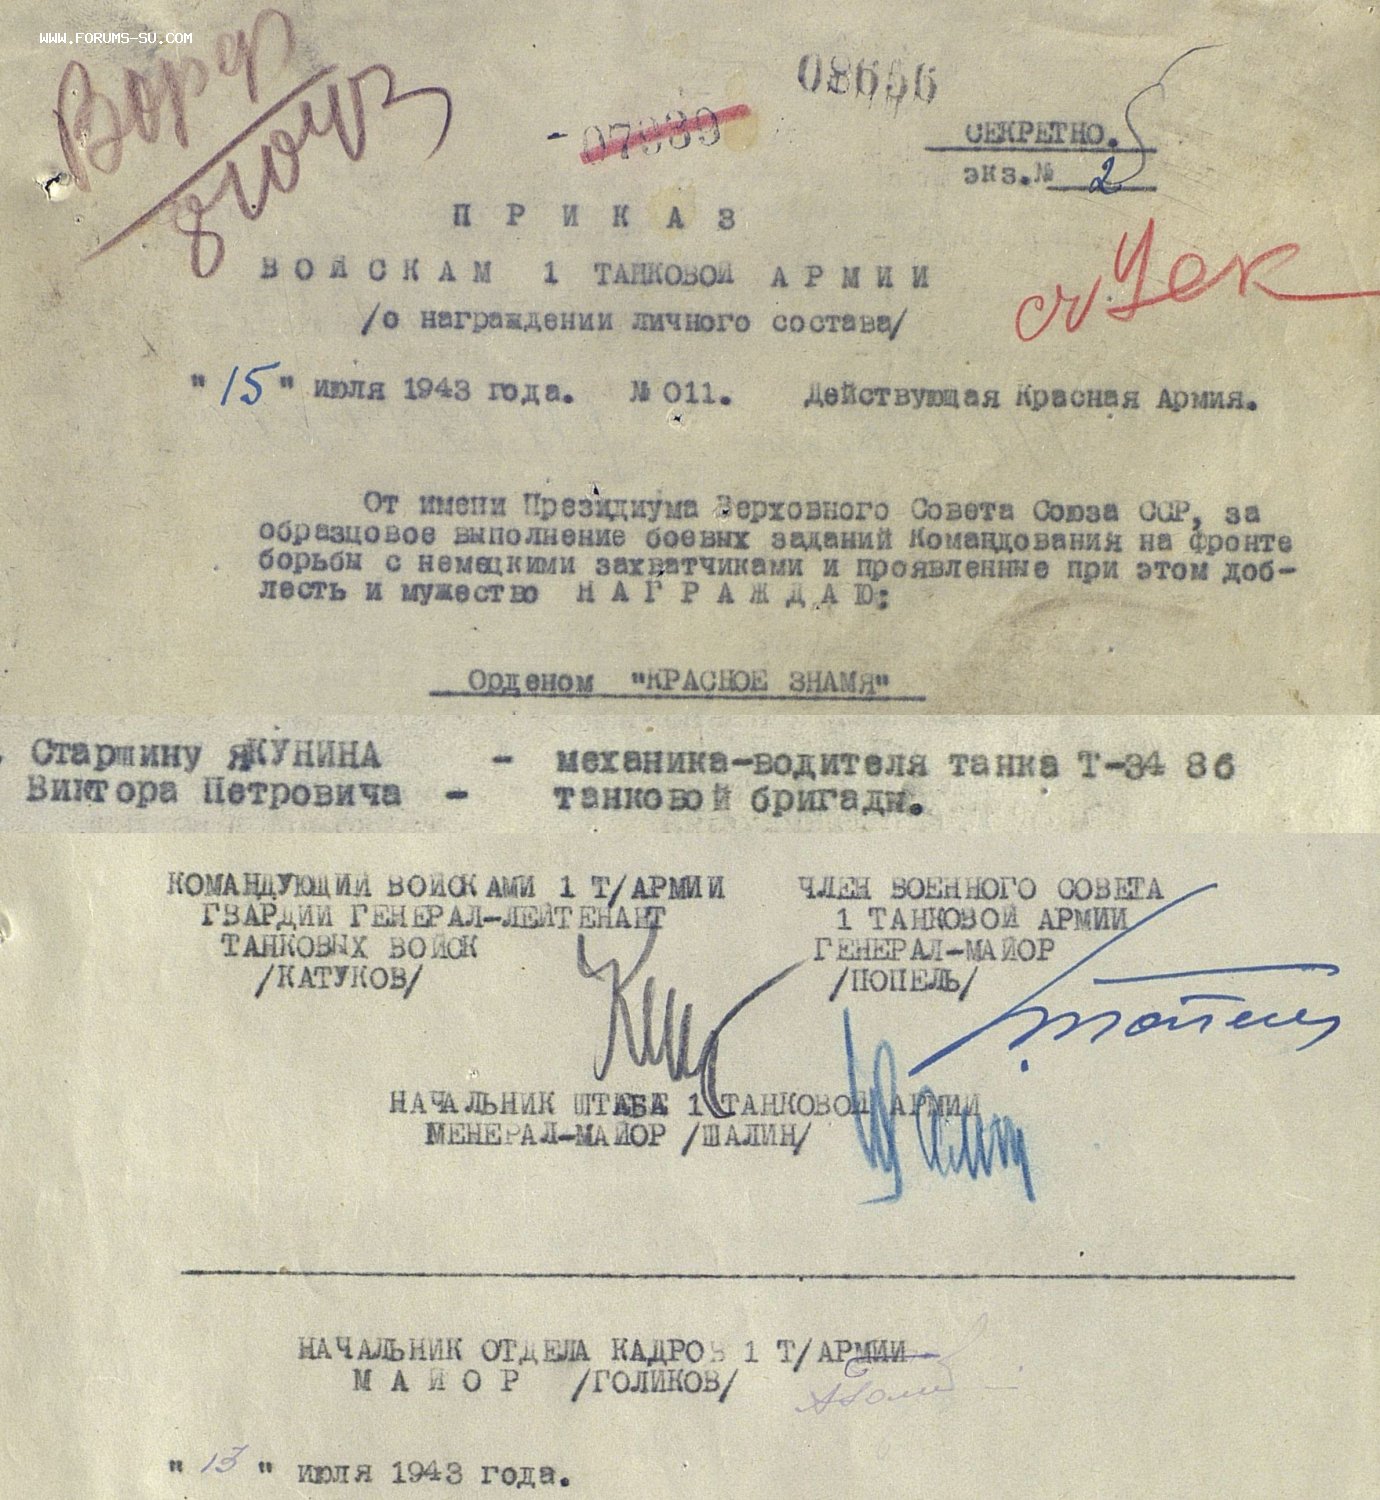 WWW.FORUMS-SU.COM
08656
- 07939
СЕКРЕТНО.
экз.№ 2
П Р И К А З
В О Й С К А М 1 ТАНКОВОЙ А Р М И И
/о награждении личного состава/
"15" июля 1943 года. № 011. Действующая Красная Армия.
От имени Президиума Верховного Совета Союза ССР, за
образцовое выполнение боевых заданий Командования на фронте
борьбы с немецкими захватчиками и проявленные при этом доб-
лесть и мужество Н А Г Р А Ж Д А Ю:
Орденом "КРАСНОЕ ЗНАМЯ"
Старшину ЯКУНИНА - механика-водителя танка Т-34 86
Виктора Петровича - танковой бригады.
КОМАНДУЮЩИЙ ВОЙСКАМИ 1 Т/АРМИИ ЧЛЕН ВОЕННОГО СОВЕТА
ГВАРДИИ ГЕНЕРАЛ-ЛЕЙТЕНАНТ 1 ТАНКОВОЙ АРМИИ
ТАНКОВЫХ ВОЙСК ГЕНЕРАЛ-МАЙОР
/КАТУКОВ/ /ПОПЕЛЬ/
НАЧАЛЬНИК ШТАБА 1 ТАНКОВОЙ АРМИИ
МЕНЕРАЛ-МАЙОР /ШАЛИН/
НАЧАЛЬНИК ОТДЕЛА КАДРОВ 1 Т/АРМИИ
М А Й О Р /ГОЛИКОВ/
"13" июля 1943 года.